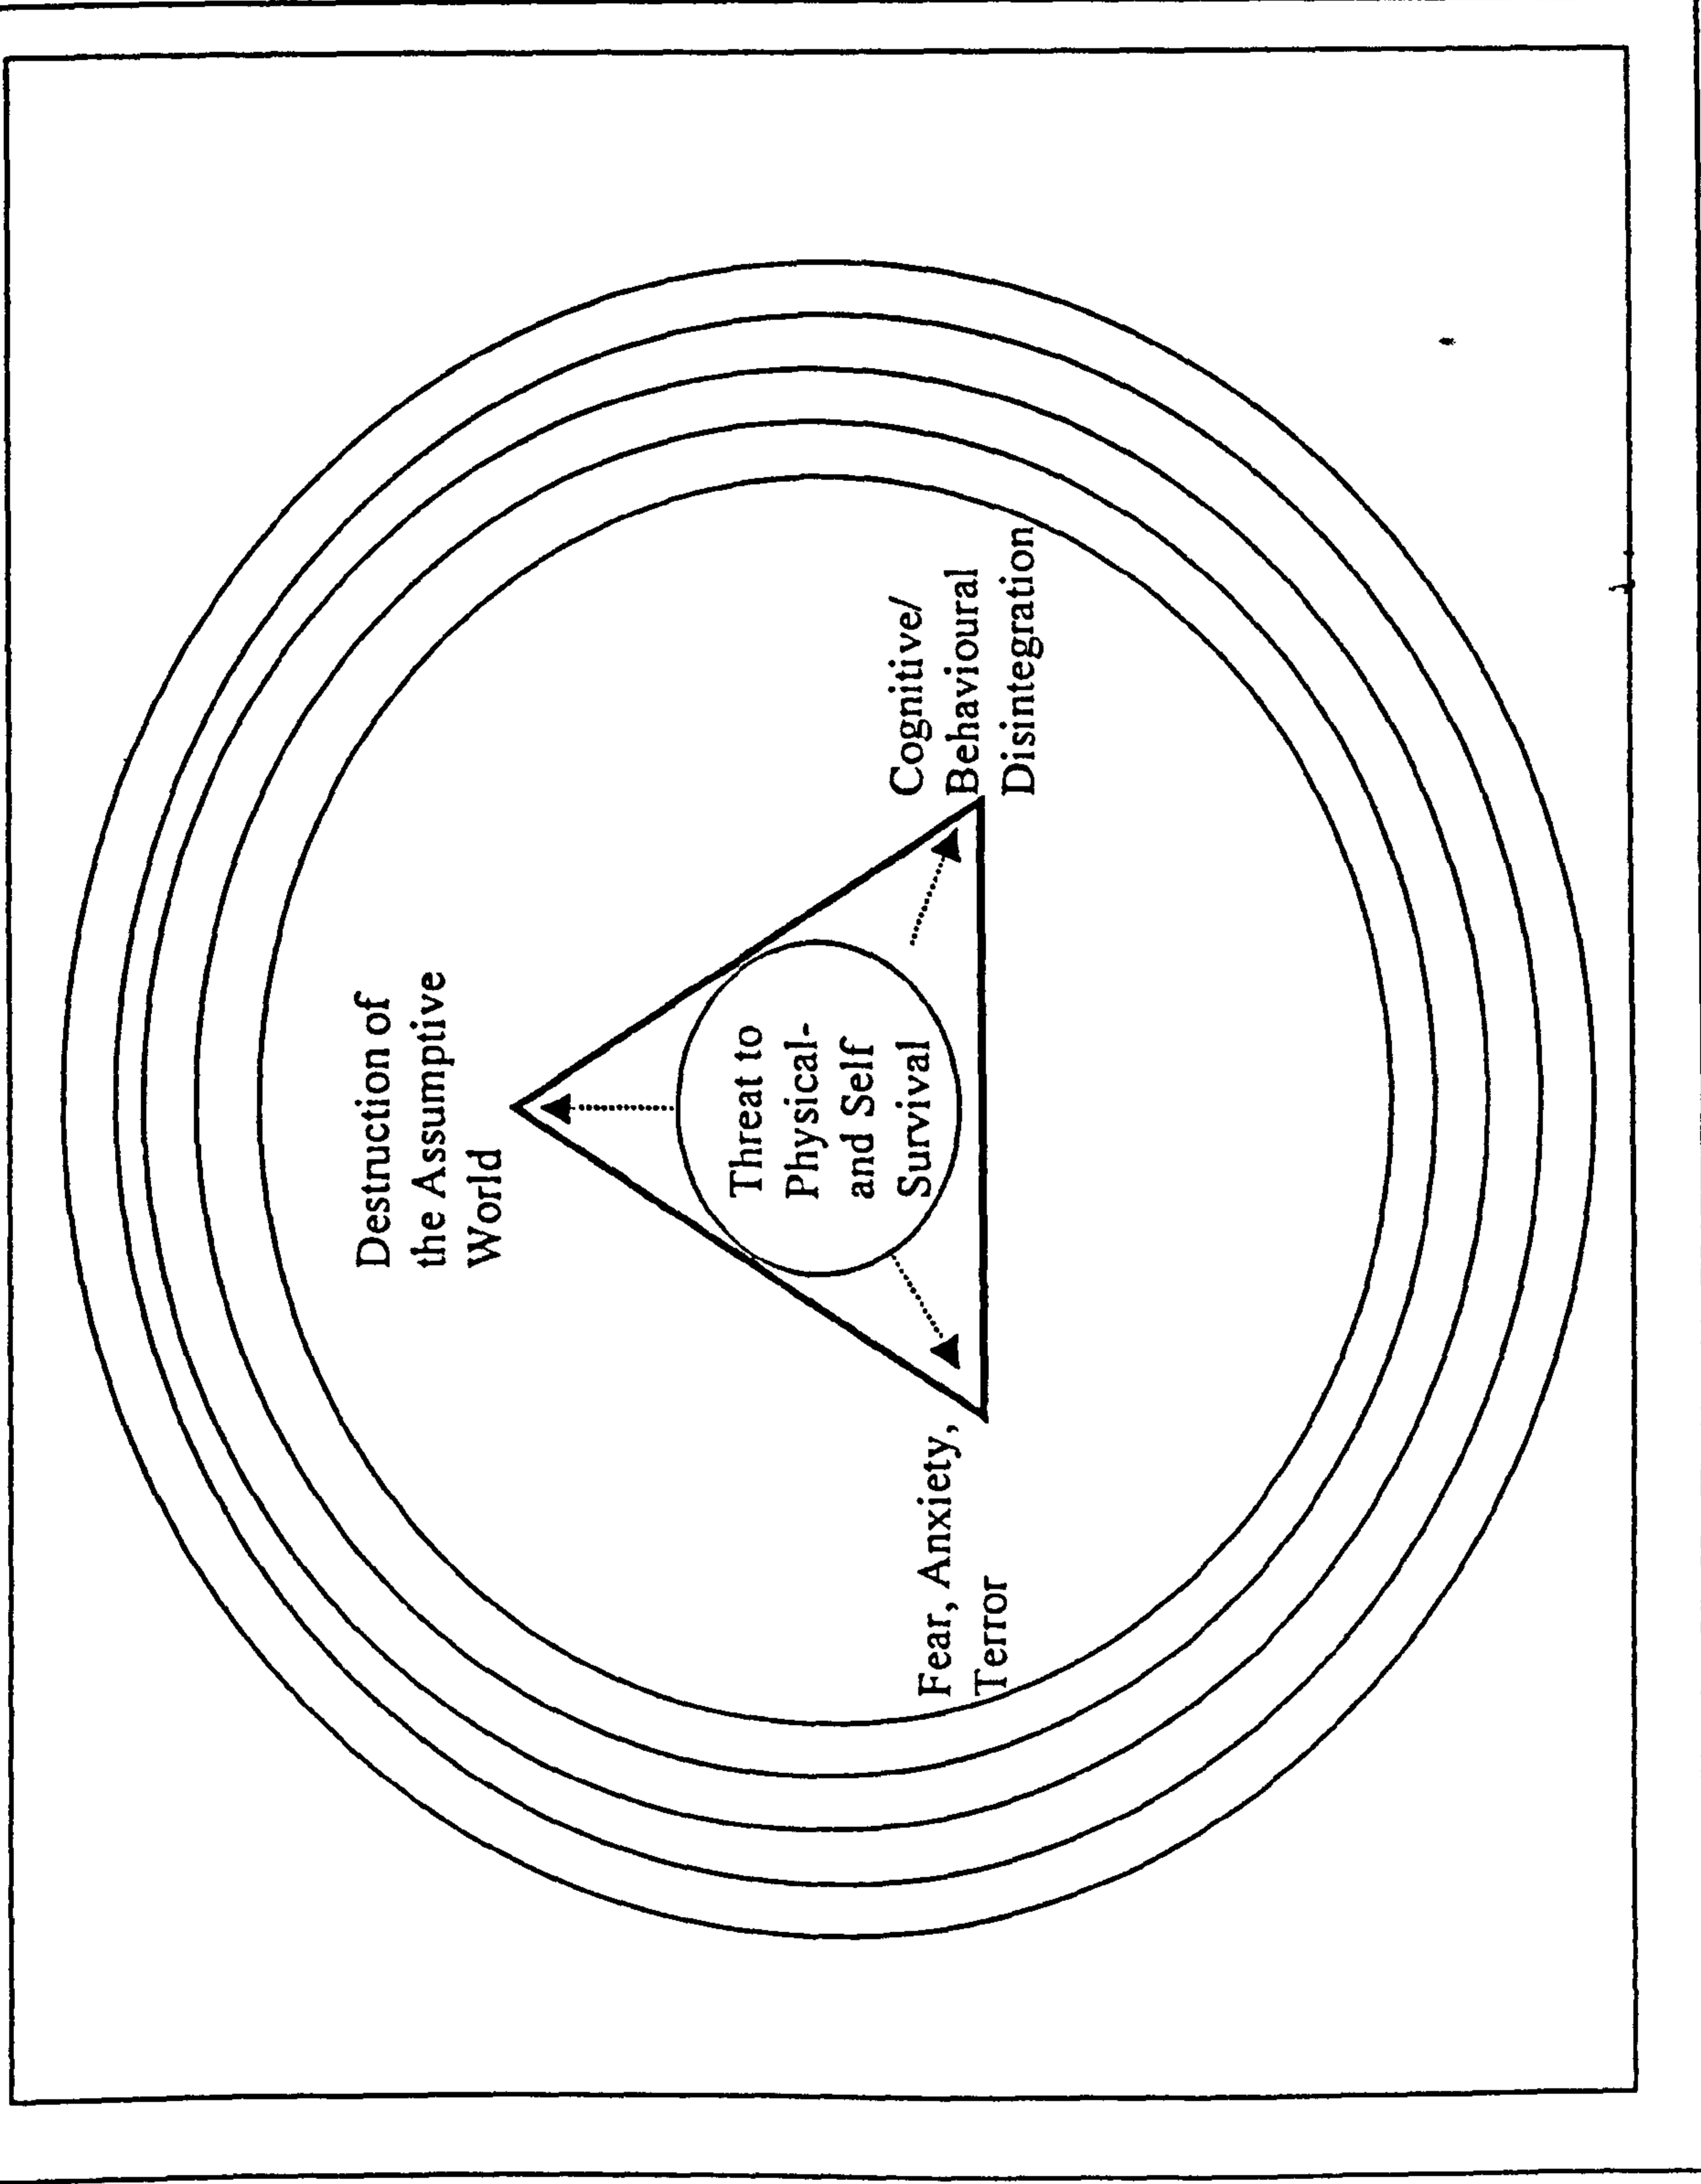 Destruction of
the Assumptive
World
Threat to
Physical-
and Self
Survival
Fear, Anxiety,
Terror
Cognitive/
Behavioural
Disintegration